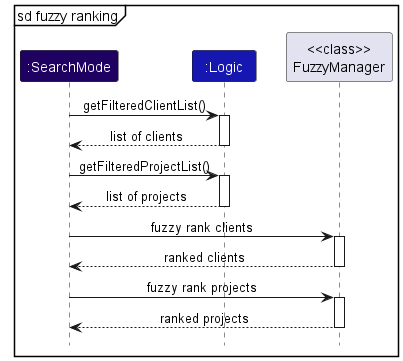 sd fuzzy ranking
<<class>>
:SearchMode
:Logic
FuzzyManager
getFilteredClientList()
list of clients
getFilteredProjectList()
list of projects
fuzzy rank clients
ranked clients
fuzzy rank projects
ranked projects